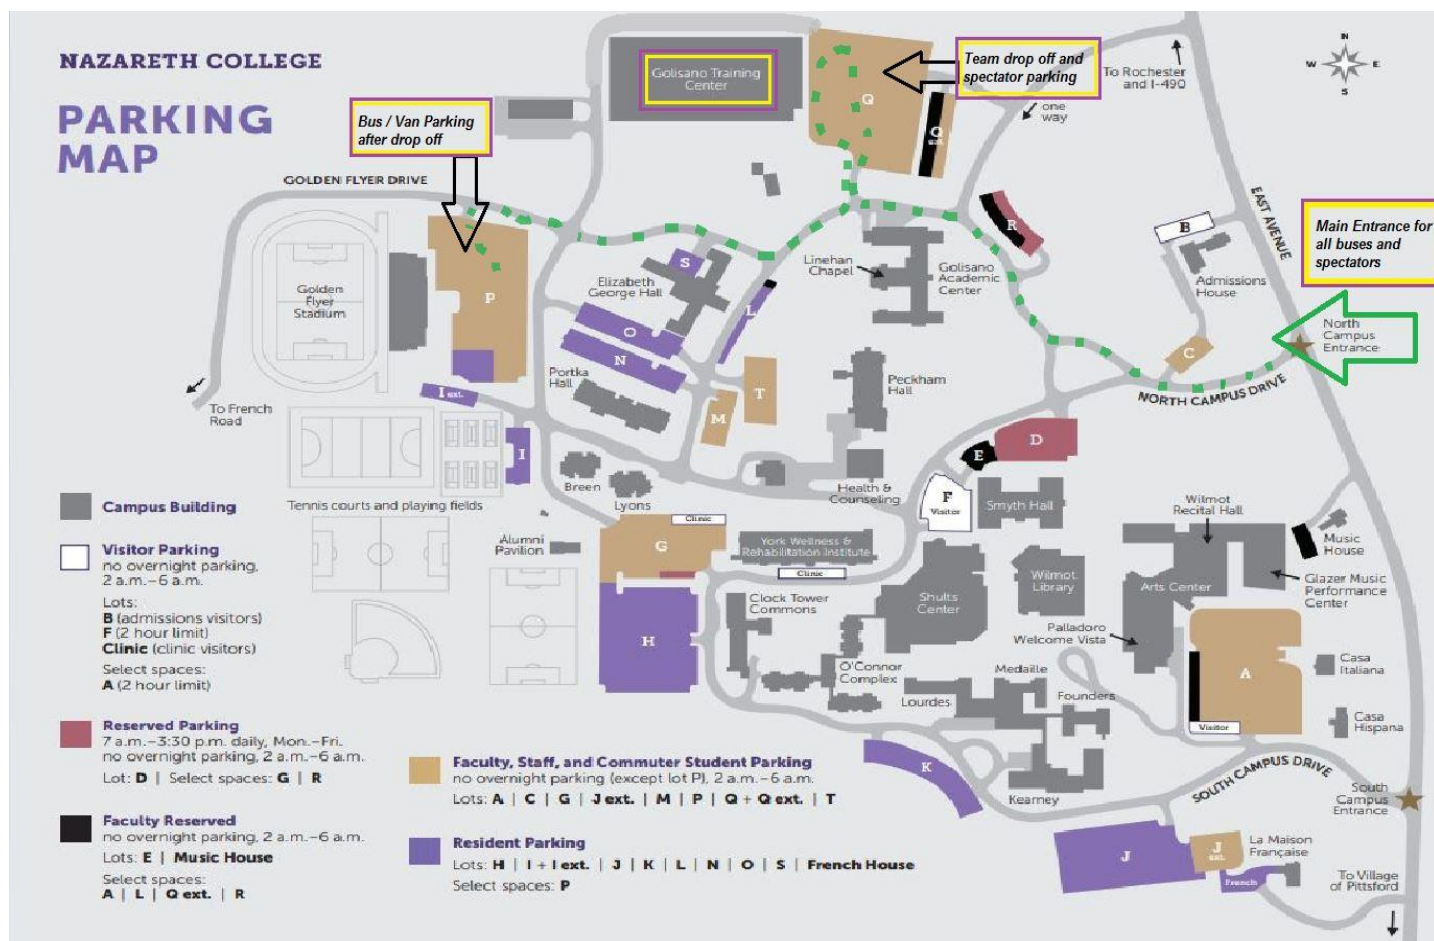 NAZARETH COLLEGE
PARKING
MAP
Golisano Training
Center
Q
Q
ext.
Team drop off and
spectator parking
To Rochester
and I-490
one
way
N
W
E
S
Bus / Van Parking
after drop off
GOLDEN FLYER DRIVE
EAST AVENUE
R
B
Admissions
House
Main Entrance for
all buses and
spectators
Linehan
Chapel
Golisano
Academic
Center
Golden
Flyer
Stadium
P
S
Elizabeth
George Hall
L
O
N
C
North
Campus
Entrance
NORTH CAMPUS DRIVE
Portka
Hall
T
M
Peckham
Hall
I ext.
To French
Road
I
D
E
F
Visitor
Smyth Hall
Health &
Counseling
Breen
Lyons
Tennis courts and playing fields
Clinic
G
Alumni
Pavilion
York Wellness &
Rehabilitation Institute
Clinic
Wilmot
Recital Hall
Music
House
Glazer Music
Performance
Center
Arts Center
Wilmot
Library
Shults
Center
Clock Tower
Commons
H
Palladoro
Welcome Vista
O'Connor
Complex
Medaille
Lourdes
Founders
Kearney
A
Visitor
Casa
Italiana
Casa
Hispana
K
SOUTH CAMPUS DRIVE
South
Campus
Entrance
J
J
ext.
La Maison
Française
French
To Village
of Pittsford
Campus Building
Visitor Parking
no overnight parking,
2 a.m.–6 a.m.
Lots:
B (admissions visitors)
F (2 hour limit)
Clinic (clinic visitors)
Select spaces:
A (2 hour limit)
Reserved Parking
7 a.m.–3:30 p.m. daily, Mon.–Fri.
no overnight parking, 2 a.m.–6 a.m.
Lot: D | Select spaces: G | R
Faculty Reserved
no overnight parking, 2 a.m.–6 a.m.
Lots: E | Music House
Select spaces:
A | L | Q ext. | R
Faculty, Staff, and Commuter Student Parking
no overnight parking (except lot P), 2 a.m.–6 a.m.
Lots: A | C | G | J ext. | M | P | Q + Q ext. | T
Resident Parking
Lots: H | I + I ext. | J | K | L | N | O | S | French House
Select spaces: P